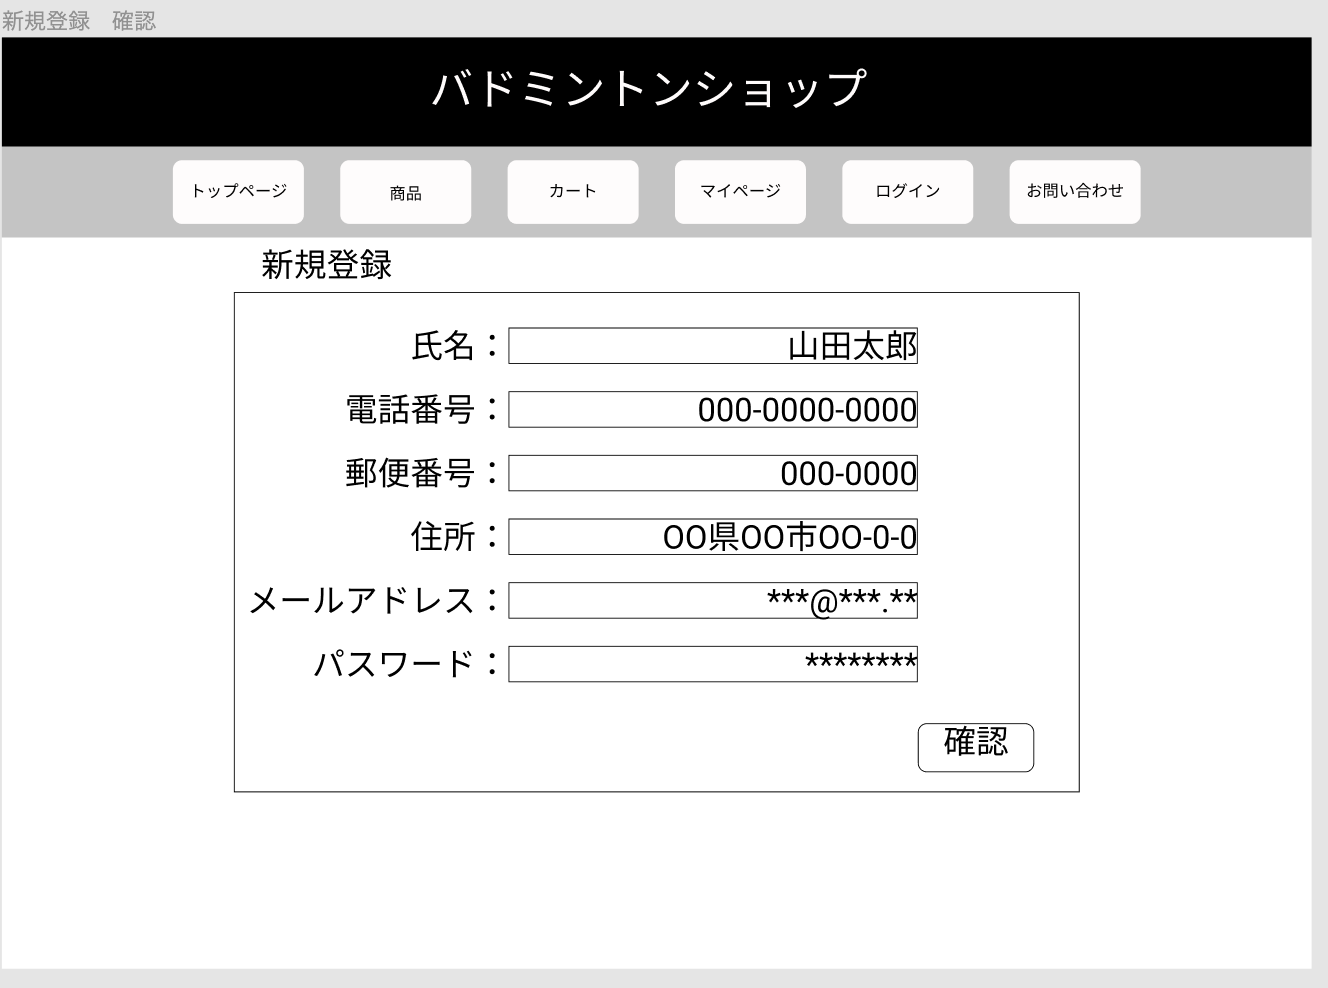 新規登録　確認
バドミントンショップ
トップページ 商品 カート マイページ ログイン お問い合わせ
新規登録
氏名： 山田太郎
電話番号： 000-0000-0000
郵便番号： 000-0000
住所： OO県OO市OO-0-0
メールアドレス： ***@***.**
パスワード： ********
確認